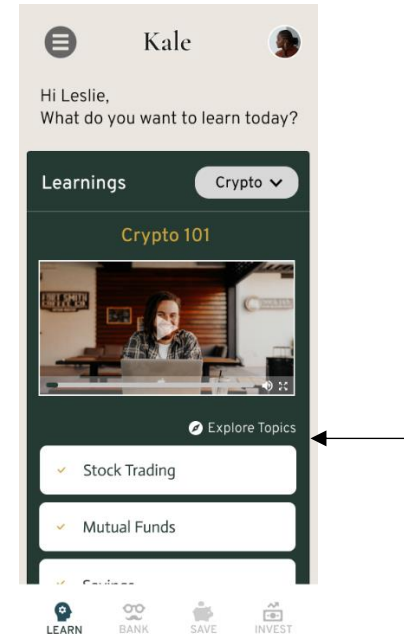 Kale
Hi Leslie,
What do you want to learn today?
Learnings
Crypto
Crypto 101
Explore Topics
Stock Trading
Mutual Funds
LEARN BANK SAVE INVEST